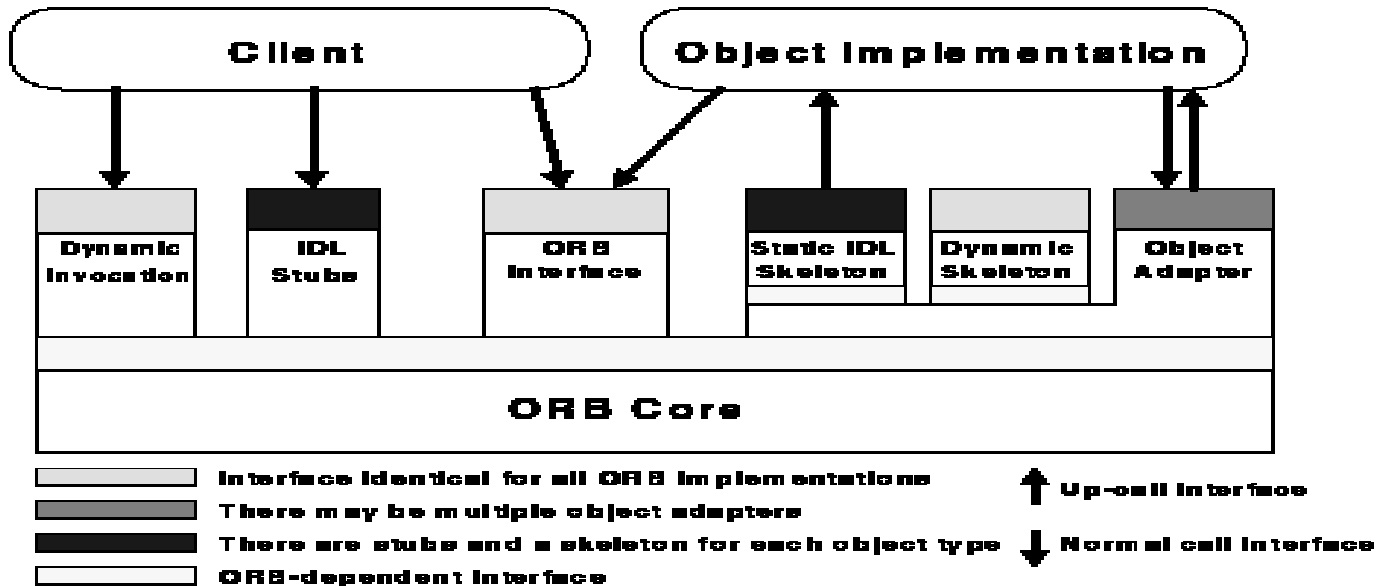 Client
Object Implementation
Dynamic
Invocation
IDL
Stubs
ORB
Interface
Static IDL
Skeleton
Dynamic
Skeleton
Object
Adapter
ORB Core
Interface identical for all ORB implementations
There may be multiple object adapters
There are stubs and a skeleton for each object type
ORB-dependent interface
Up-call interface
Normal call interface